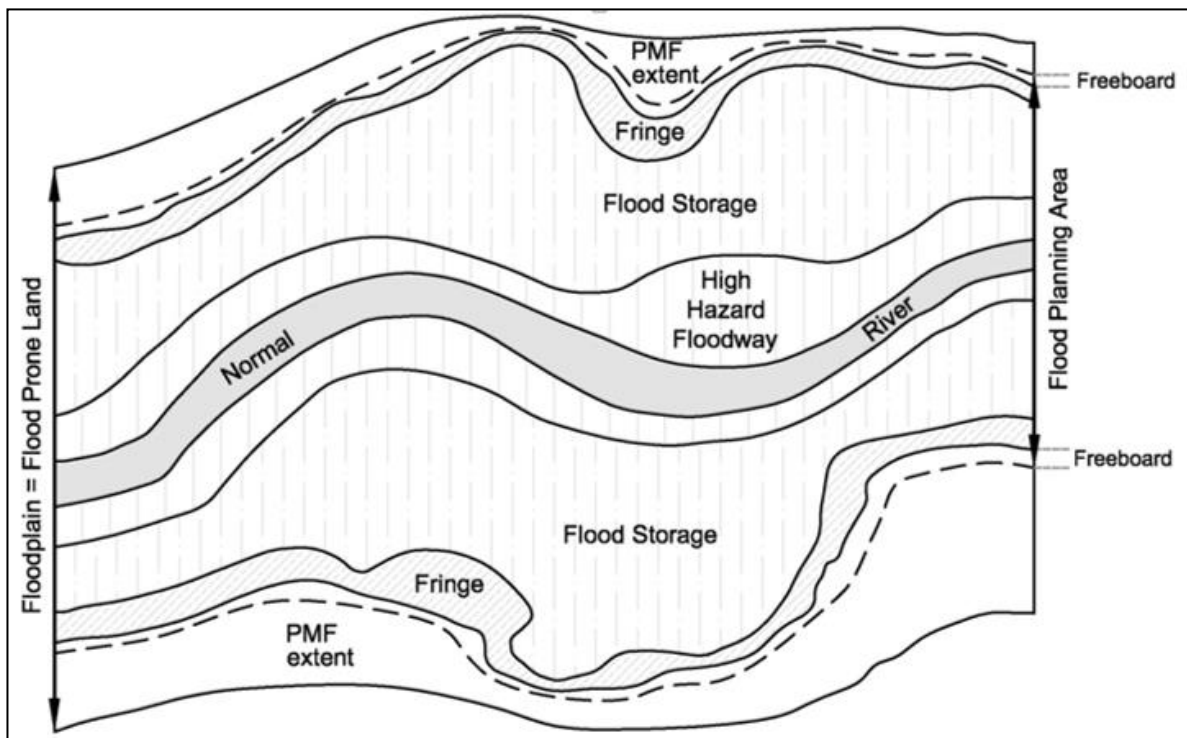 PMF
extent
Freeboard
Fringe
Flood Storage
Flood Planning Area
High
Hazard
Floodway
River
Normal
Floodplain = Flood Prone Land
Freeboard
Flood Storage
Fringe
PMF
extent